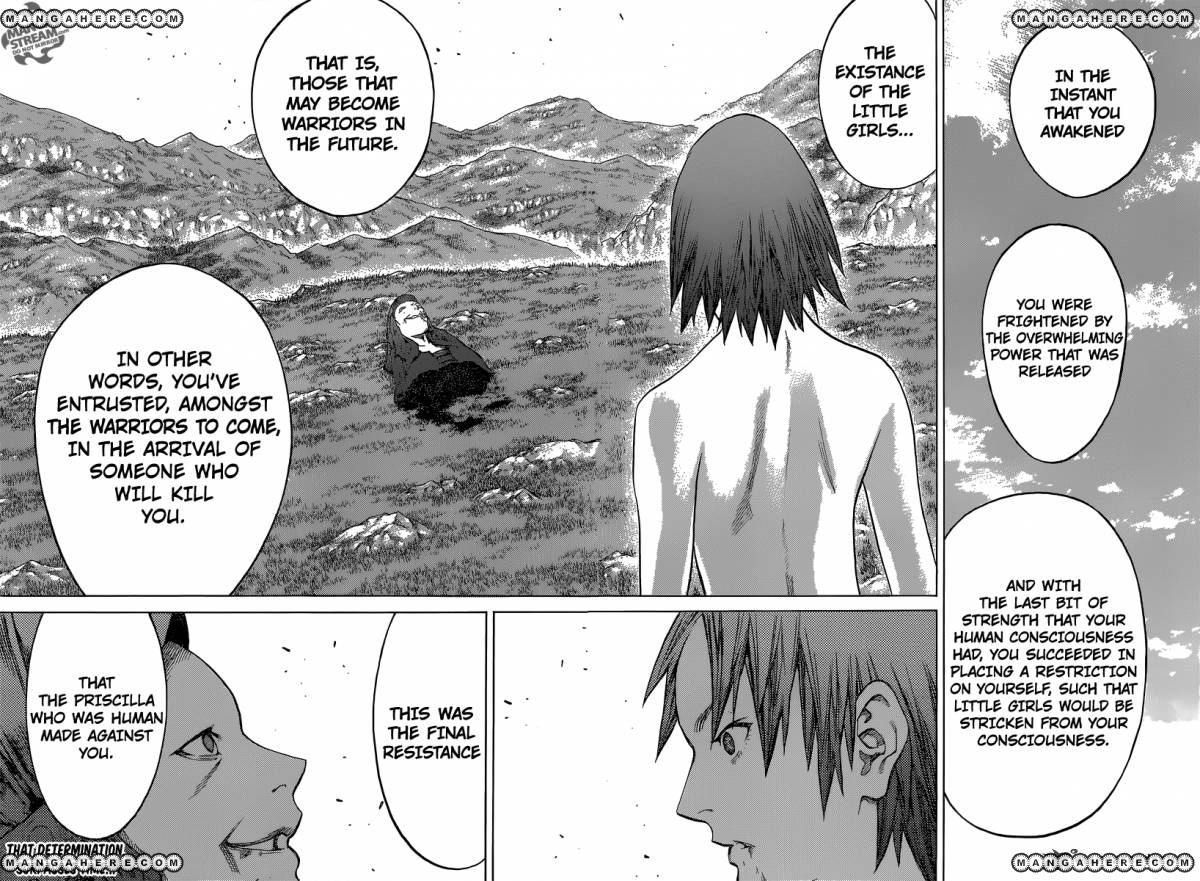 MANGAHERE.COM
MANGAHERE.COM
MANGA
STREAM.com
DO NOT MIRROR
IN THE
INSTANT
THAT YOU
AWAKENED
YOU WERE
FRIGHTENED BY
THE OVERWHELMING
POWER THAT WAS
RELEASED
AND WITH
THE LAST BIT OF
STRENGTH THAT YOUR
HUMAN CONSCIOUSNESS
HAD, YOU SUCCEEDED IN
PLACING A RESTRICTION
ON YOURSELF, SUCH THAT
LITTLE GIRLS WOULD BE
STRICKEN FROM YOUR
CONSCIOUSNESS.
THE
EXISTANCE
OF THE
LITTLE
GIRLS...
THAT IS,
THOSE THAT
MAY BECOME
WARRIORS IN
THE FUTURE.
IN OTHER
WORDS, YOU'VE
ENTRUSTED, AMONGST
THE WARRIORS TO COME,
IN THE ARRIVAL OF
SOMEONE WHO
WILL KILL
YOU.
THIS WAS
THE FINAL
RESISTANCE
THAT
THE PRISCILLA
WHO WAS HUMAN
MADE AGAINST
YOU.
THAT DETERMINATION
MANGAHERE.COM
MANGAHERE.COM